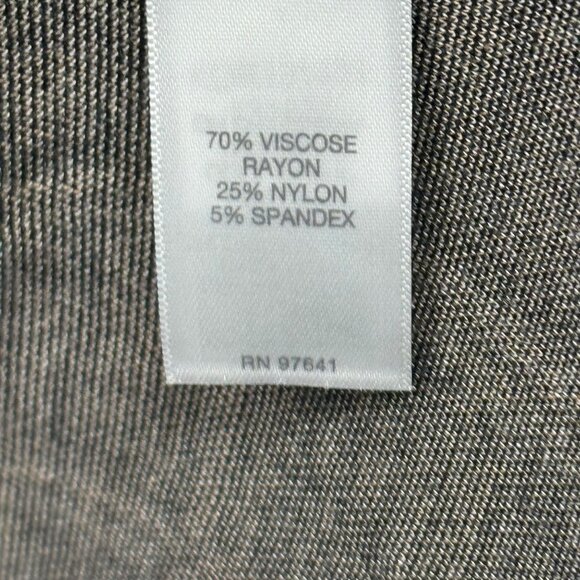 70% VISCOSE
RAYON
25% NYLON
5% SPANDEX
RN 97641